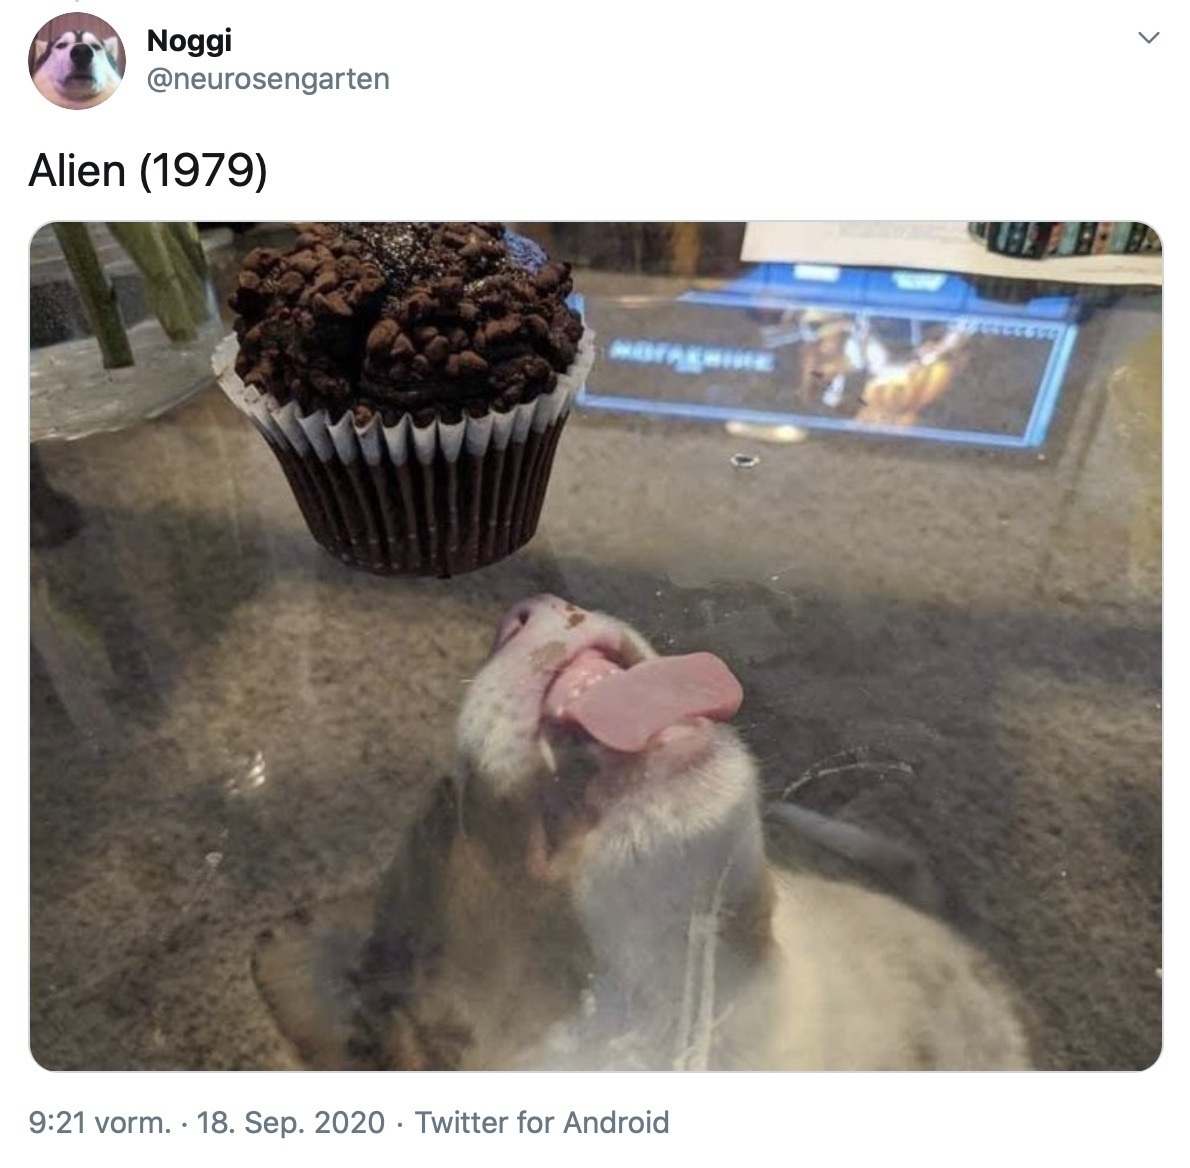 Noggi
@neurosengarten
Alien (1979)
9:21 vorm. · 18. Sep. 2020 · Twitter for Android